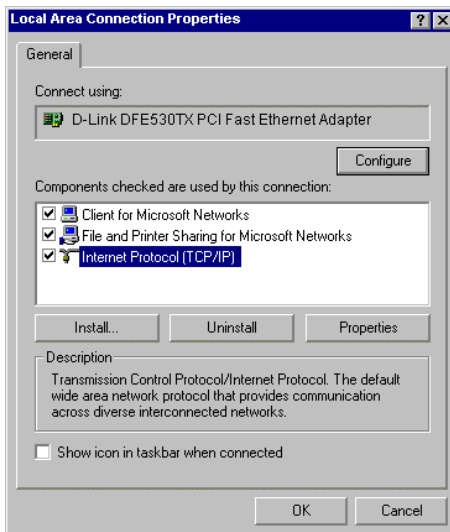 Local Area Connection Properties
General
Connect using:
D-Link DFE530TX PCI Fast Ethernet Adapter
Configure
Components checked are used by this connection:
Client for Microsoft Networks
File and Printer Sharing for Microsoft Networks
Internet Protocol (TCP/IP)
Install... Uninstall Properties
Description
Transmission Control Protocol/Internet Protocol. The default
wide area network protocol that provides communication
across diverse interconnected networks.
Show icon in taskbar when connected
OK Cancel